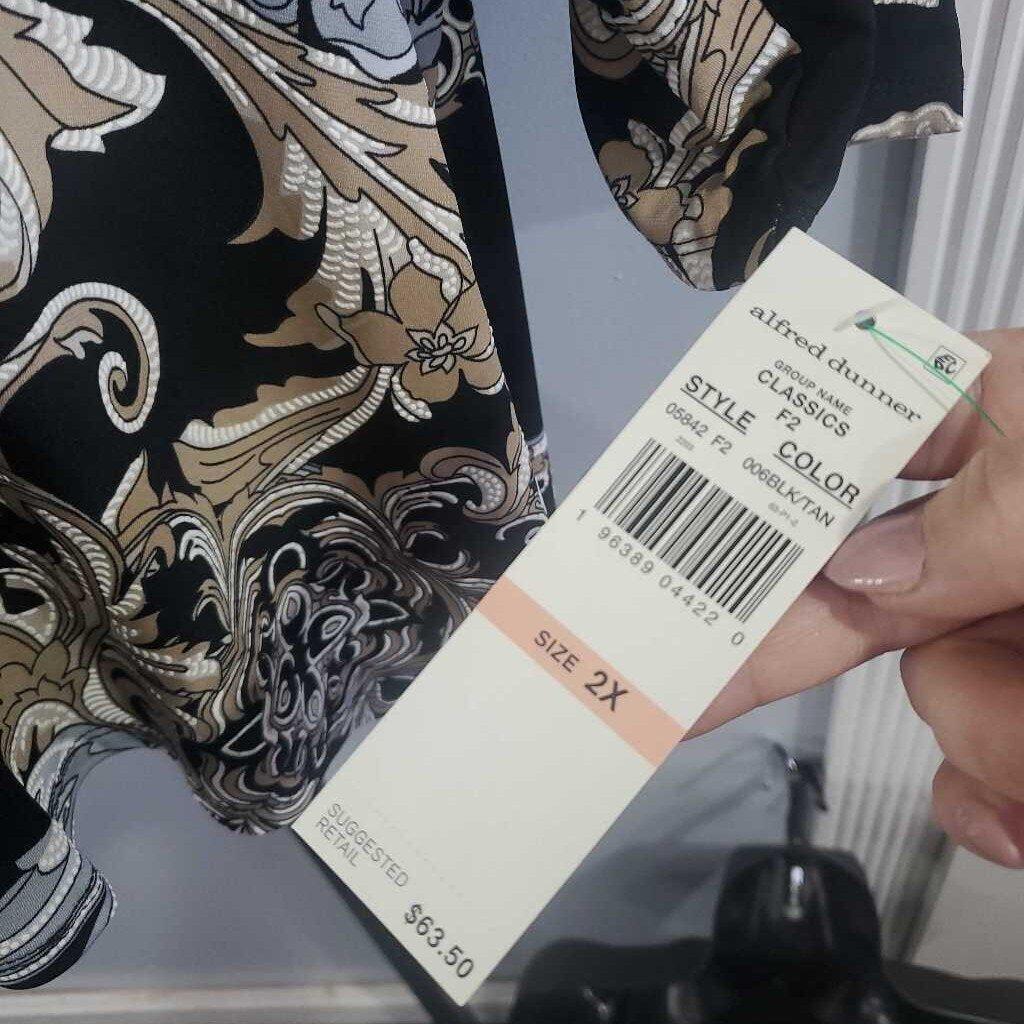 alfred dunner
GROUP NAME
CLASSICS
F2
STYLE COLOR
05842 F2 006BLK/TAN
1 96389 04422 0
SIZE 2X
SUGGESTED
RETAIL $63.50